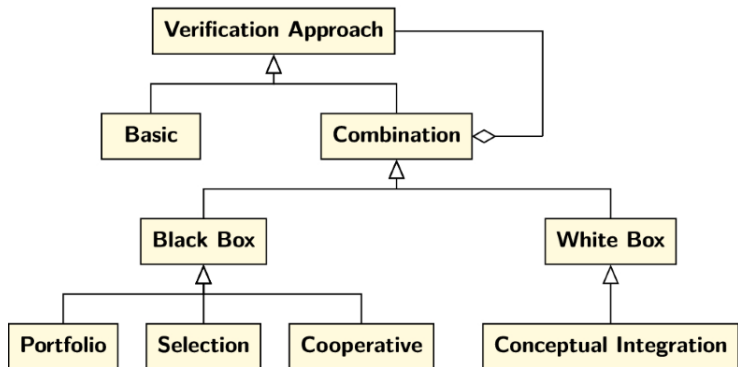 Verification Approach
Basic
Combination
Black Box
White Box
Portfolio
Selection
Cooperative
Conceptual Integration